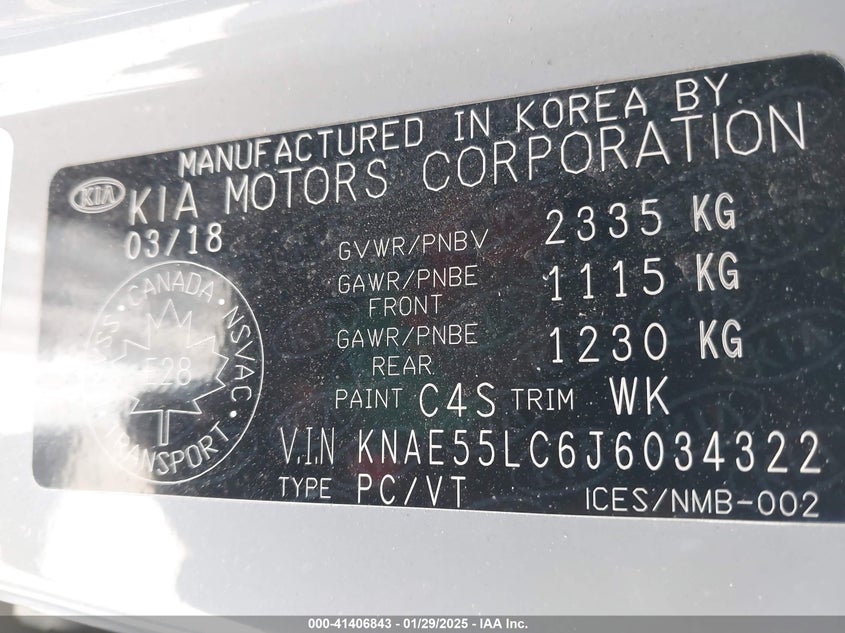 MANUFACTURED IN KOREA BY
KIA
KIA MOTORS CORPORATION
03/18
GVWR/PNBV 2335 KG
GAWR/PNBE FRONT 1115 KG
GAWR/PNBE REAR 1230 KG
PAINT C4S TRIM WK
V.I.N KNAE55LC6J6034322
TYPE PC/VT
ICES/NMB-002
CANADA · NSVAC · TRANSPORT ·
E28
000-41406843 - 01/29/2025 - IAA Inc.